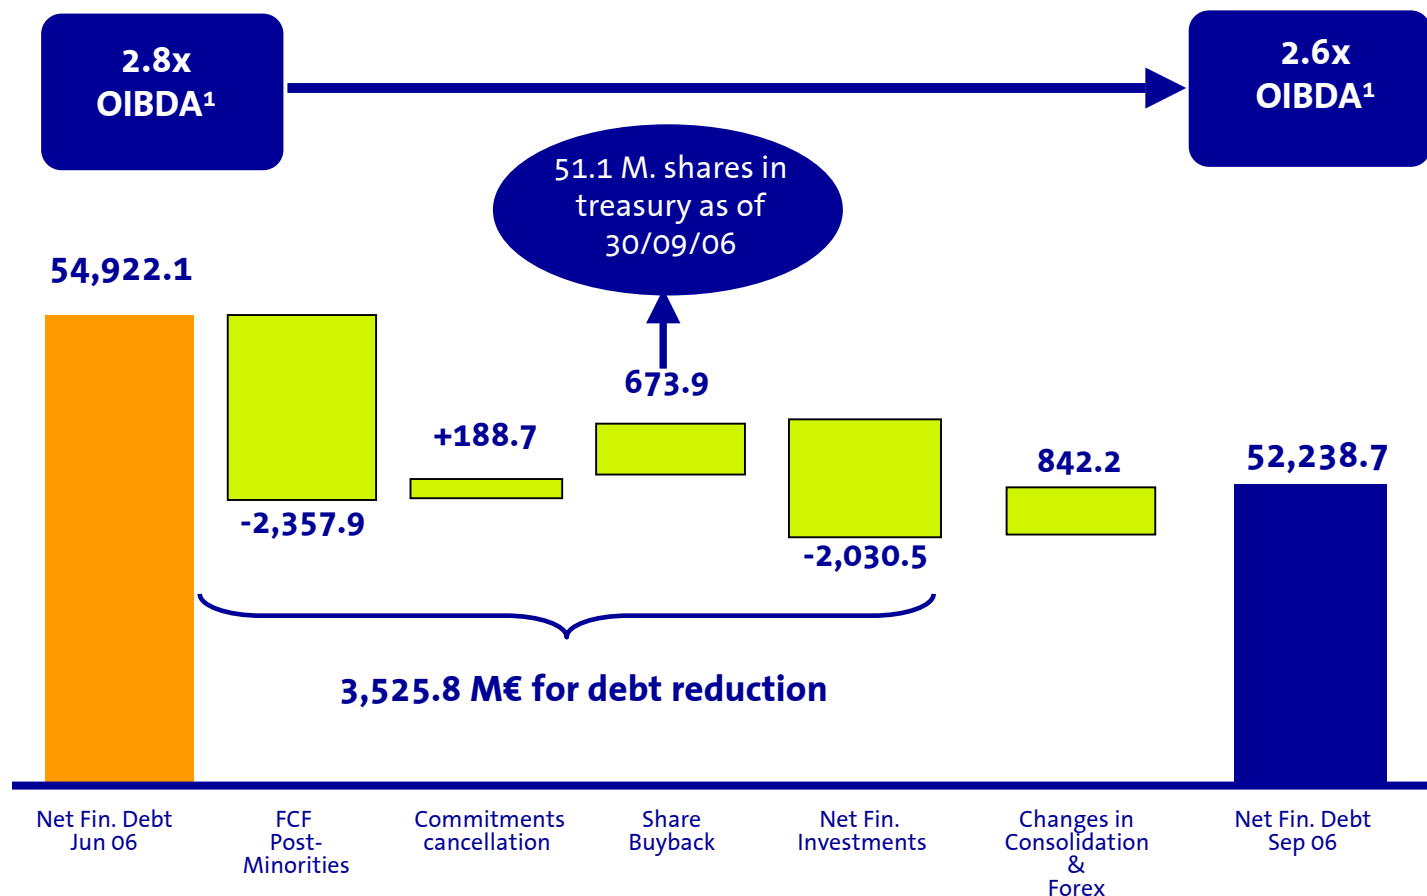 2.8x
OIBDA¹
2.6x
OIBDA¹
51.1 M. shares in
treasury as of
30/09/06
54,922.1
-2,357.9
+188.7
673.9
-2,030.5
842.2
52,238.7
3,525.8 M€ for debt reduction
Net Fin. Debt
Jun 06
FCF
Post-
Minorities
Commitments
cancellation
Share
Buyback
Net Fin.
Investments
Changes in
Consolidation
&
Forex
Net Fin. Debt
Sep 06